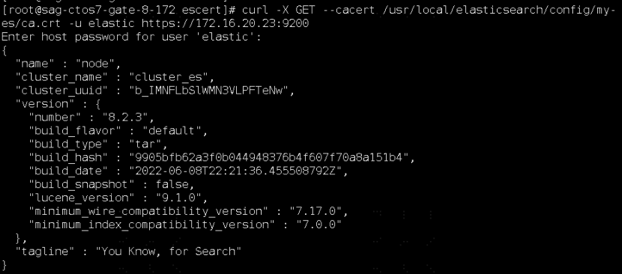 [root@sag-ctos7-gate-8-172 escert]# curl -X GET --cacert /usr/local/elasticsearch/config/my-
es/ca.crt -u elastic https://172.16.20.23:9200
Enter host password for user 'elastic':
{
  "name" : "node",
  "cluster_name" : "cluster_es",
  "cluster_uuid" : "b_IMNFLbSlWMN3VLPFTeNw",
  "version" : {
    "number" : "8.2.3",
    "build_flavor" : "default",
    "build_type" : "tar",
    "build_hash" : "9905bfb62a3f0b044948376b4f607f70a8a151b4",
    "build_date" : "2022-06-08T22:21:36.455508792Z",
    "build_snapshot" : false,
    "lucene_version" : "9.1.0",
    "minimum_wire_compatibility_version" : "7.17.0",
    "minimum_index_compatibility_version" : "7.0.0"
  },
  "tagline" : "You Know, for Search"
}